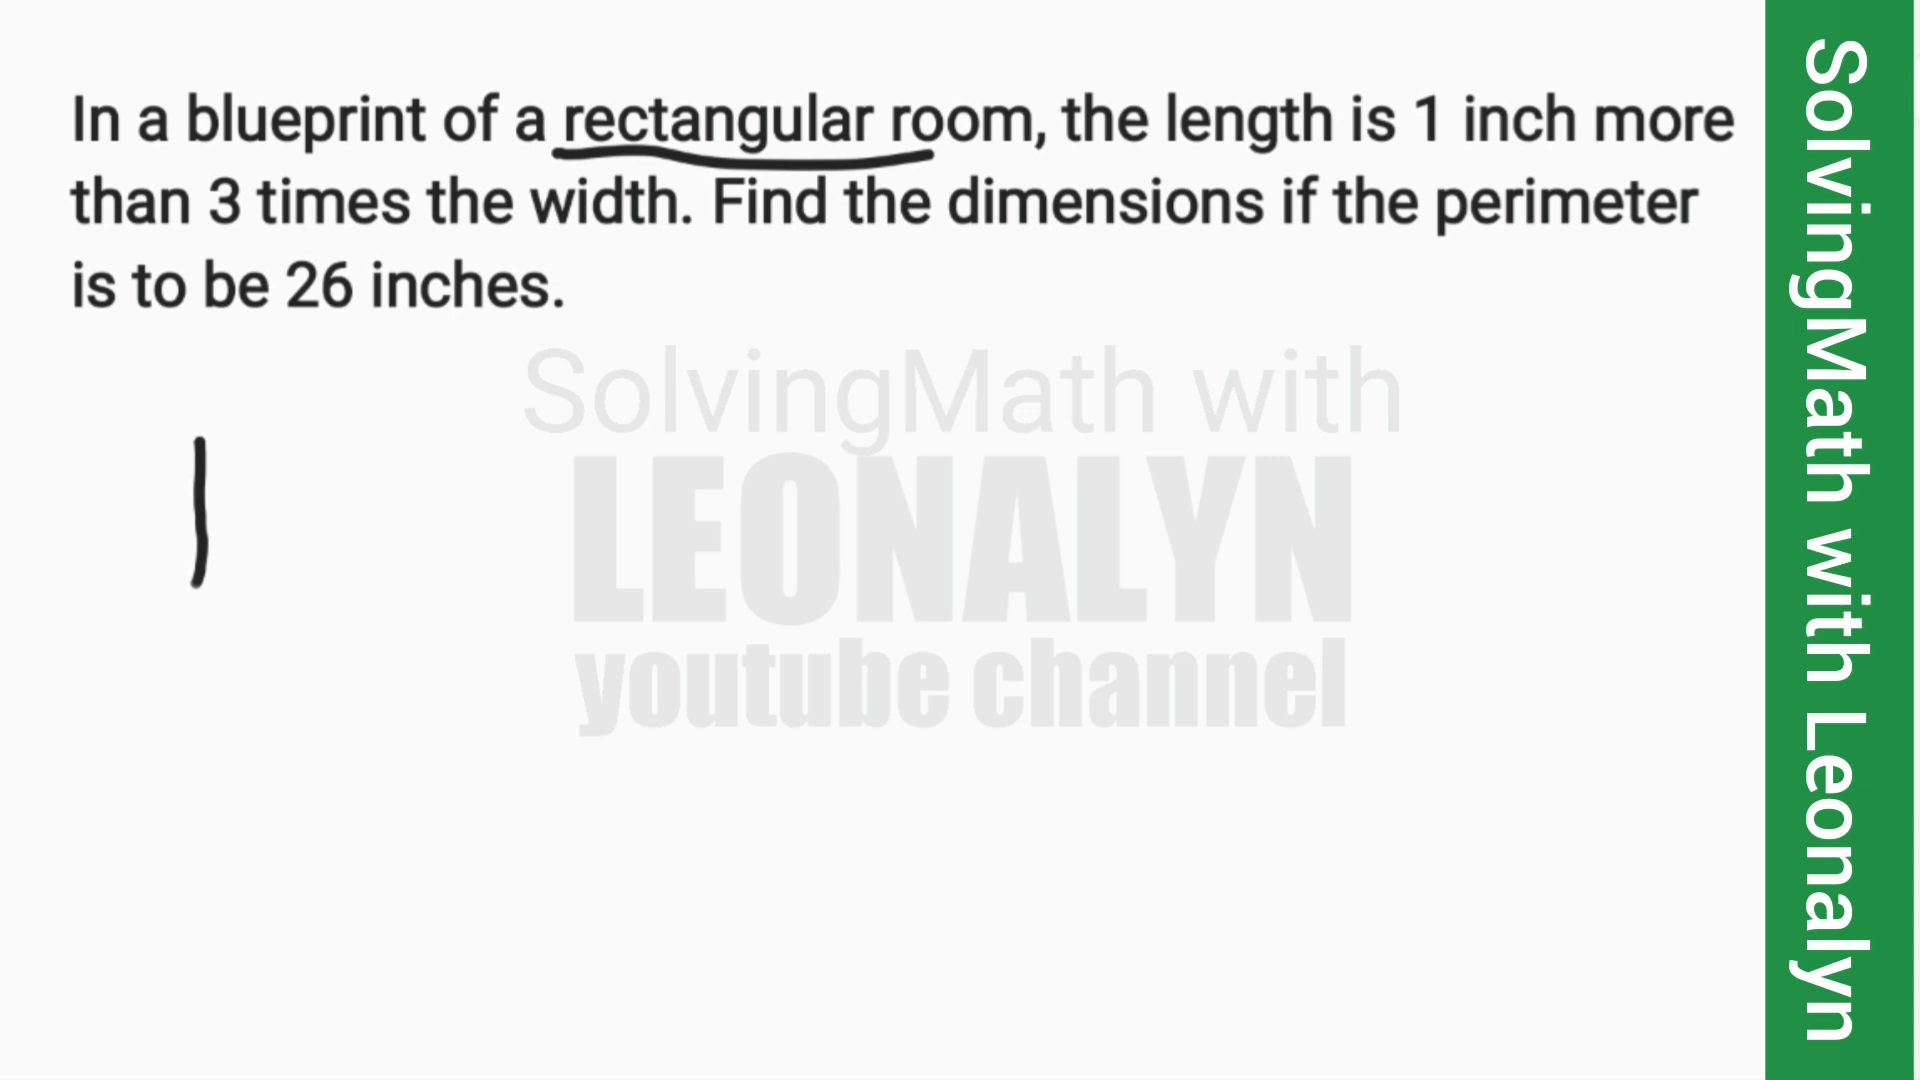 In a blueprint of a rectangular room, the length is 1 inch more
than 3 times the width. Find the dimensions if the perimeter
is to be 26 inches.
SolvingMath with
LEONALYN
youtube channel
SolvingMath with Leonalyn